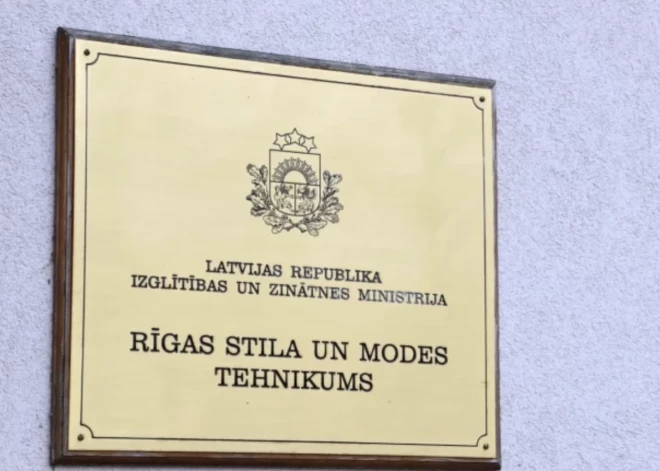 LATVIJAS REPUBLIKA
IZGLĪTĪBAS UN ZINĀTNES MINISTRIJA
RĪGAS STILA UN MODES
TEHNIKUMS